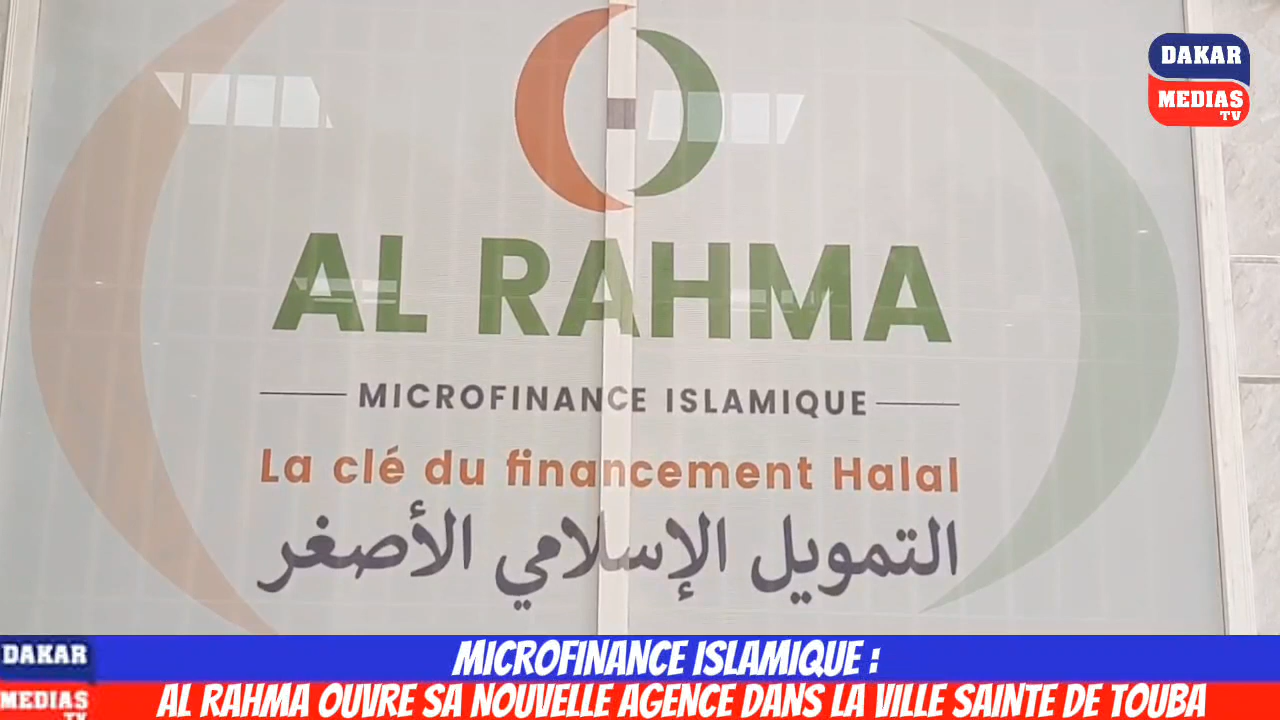 DAKAR
MEDIAS
TV
AL RAHMA
MICROFINANCE ISLAMIQUE
La clé du financement Halal
التمويل الإسلامي الأصغر
DAKAR
MEDIAS
TV
MICROFINANCE ISLAMIQUE :
AL RAHMA OUVRE SA NOUVELLE AGENCE DANS LA VILLE SAINTE DE TOUBA